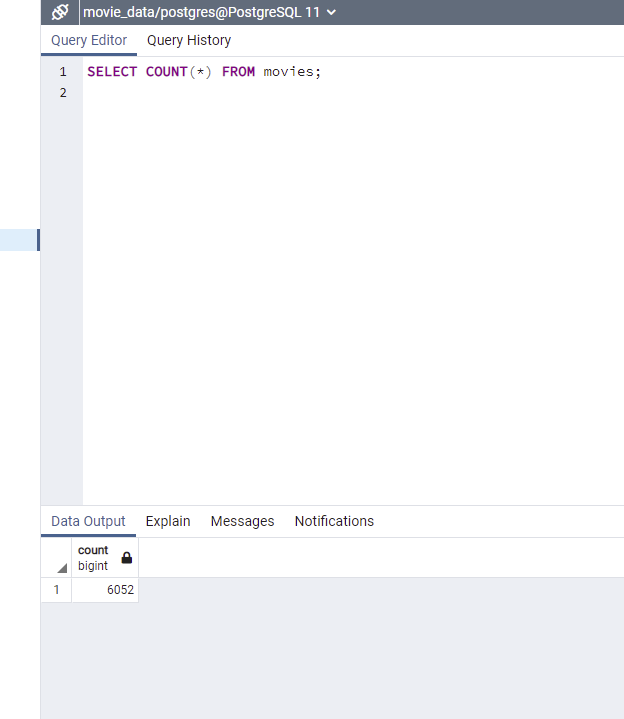 movie_data/postgres@PostgreSQL 11
Query Editor Query History
1 SELECT COUNT(*) FROM movies;
2
Data Output Explain Messages Notifications
count
bigint
1 6052